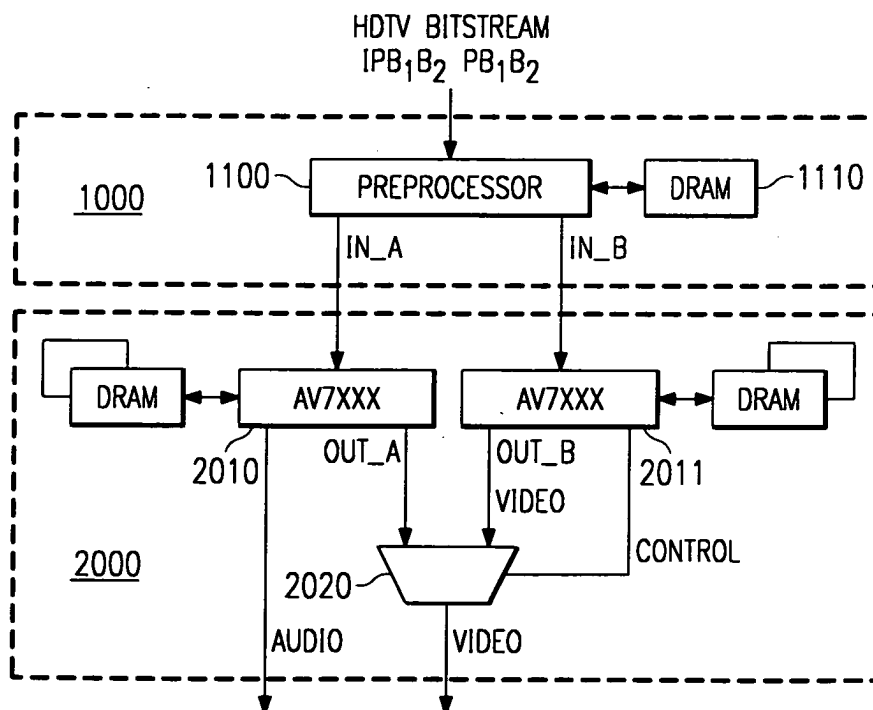 HDTV BITSTREAM
IPB₁B₂ PB₁B₂
1100
PREPROCESSOR
DRAM
1110
1000
IN_A
IN_B
DRAM
AV7XXX
AV7XXX
DRAM
2010
OUT_A
OUT_B
2011
VIDEO
2000
2020
CONTROL
AUDIO
VIDEO